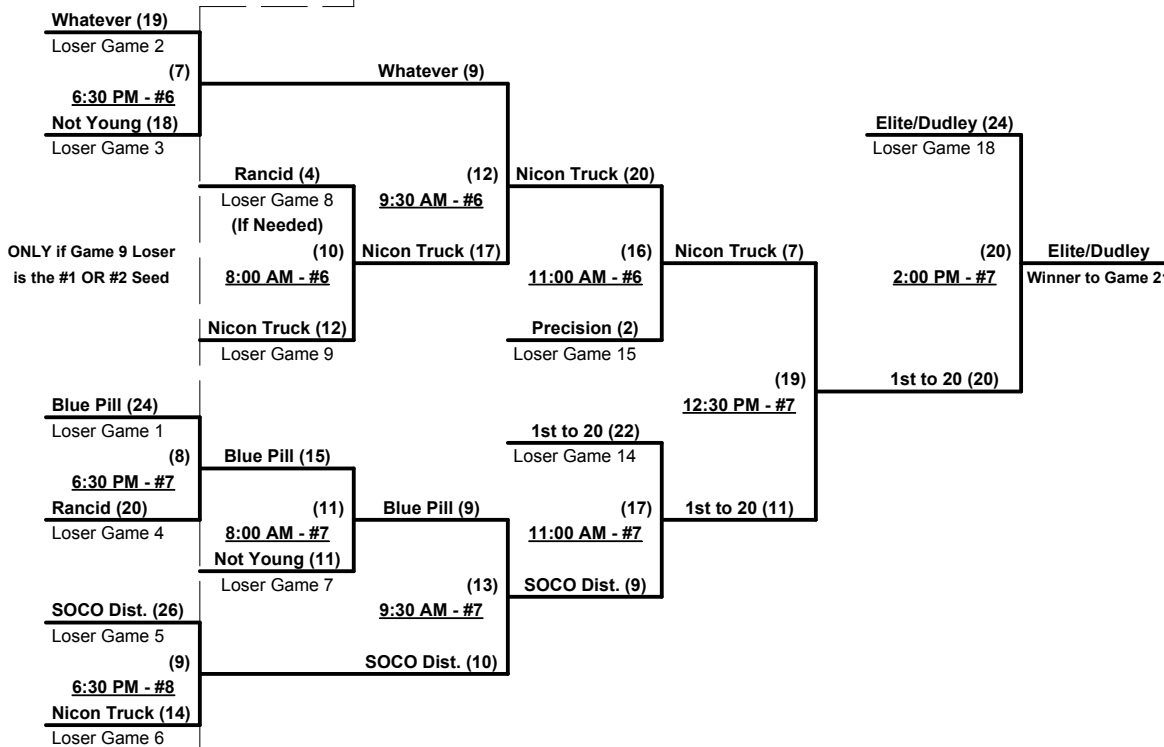 Whatever (19)
Loser Game 2
(7)
Whatever (9)
6:30 PM - #6
Not Young (18)
Elite/Dudley (24)
Loser Game 3
Loser Game 18
Rancid (4)
(12)
Nicon Truck (20)
Loser Game 8
9:30 AM - #6
(If Needed)
ONLY if Game 9 Loser
(10)
Nicon Truck (17)
(16)
Nicon Truck (7)
(20)
Elite/Dudley
is the #1 OR #2 Seed
8:00 AM - #6
11:00 AM - #6
2:00 PM - #7
Winner to Game 21
Nicon Truck (12)
Precision (2)
Loser Game 9
Loser Game 15
(19)
1st to 20 (20)
Blue Pill (24)
12:30 PM - #7
Loser Game 1
1st to 20 (22)
(8)
Blue Pill (15)
Loser Game 14
6:30 PM - #7
Rancid (20)
(11)
Blue Pill (9)
(17)
1st to 20 (11)
Loser Game 4
8:00 AM - #7
11:00 AM - #7
Not Young (11)
Loser Game 7
(13)
SOCO Dist. (9)
SOCO Dist. (26)
9:30 AM - #7
Loser Game 5
(9)
SOCO Dist. (10)
6:30 PM - #8
Nicon Truck (14)
Loser Game 6